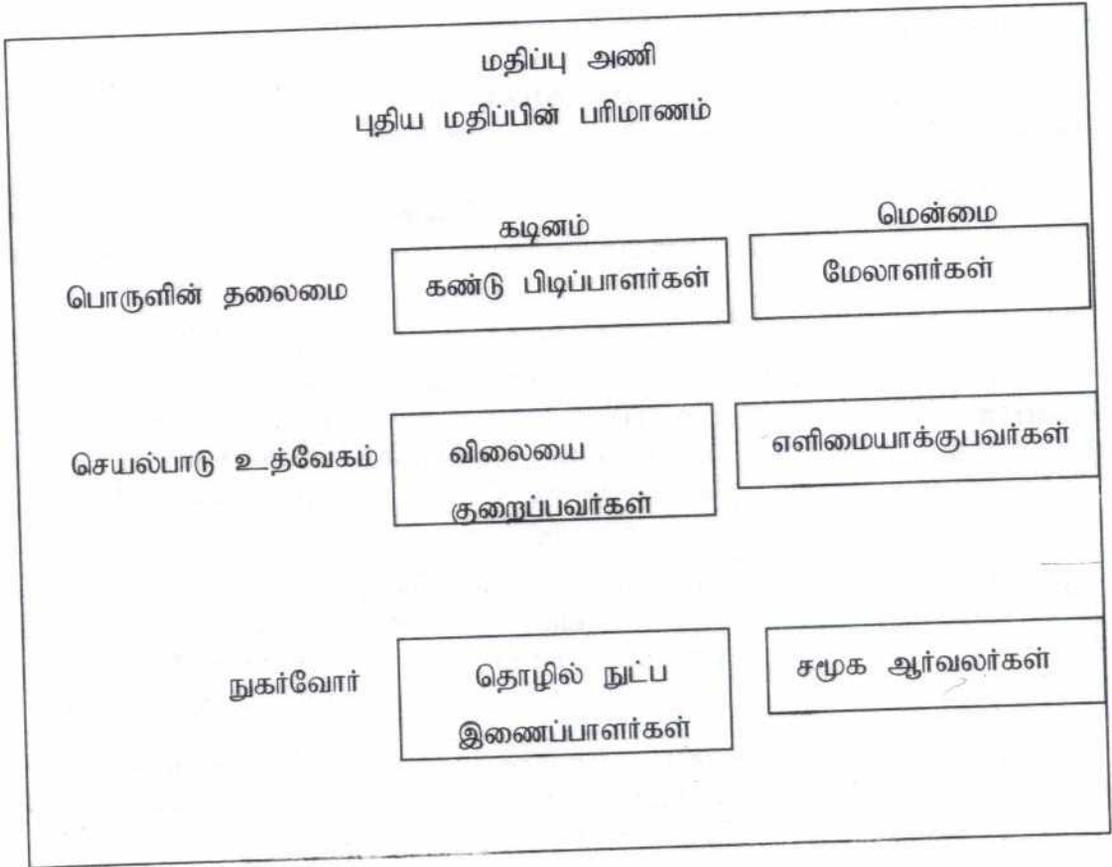 மதிப்பு அணி
புதிய மதிப்பின் பரிமாணம்
கடினம் மென்மை
பொருளின் தலைமை கண்டு பிடிப்பாளர்கள் மேலாளர்கள்
செயல்பாடு உத்வேகம் விலையை எளிமையாக்குபவர்கள்
குறைப்பவர்கள்
நுகர்வோர் தொழில் நுட்ப சமூக ஆர்வலர்கள்
இணைப்பாளர்கள்